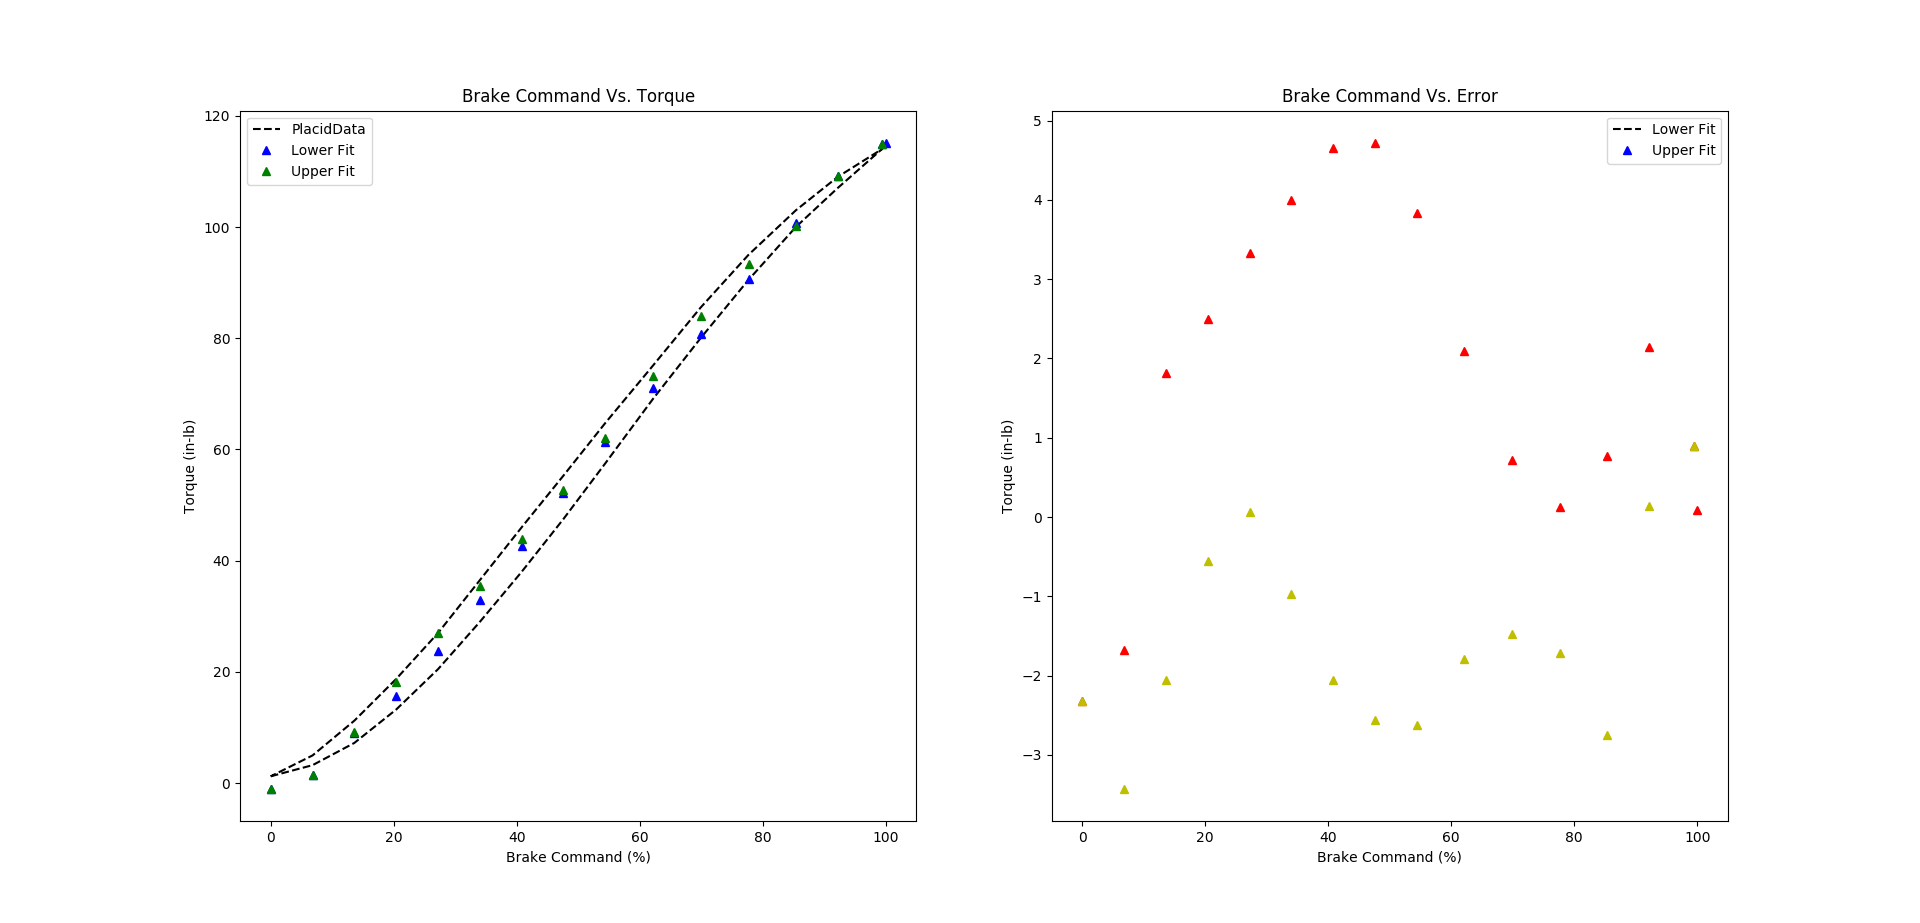 Brake Command Vs. Torque
120
100
80
60
40
20
0
Torque (in-lb)
PlacidData
Lower Fit
Upper Fit
0 20 40 60 80 100
Brake Command (%)
Brake Command Vs. Error
5
4
3
2
1
0
−1
−2
−3
Torque (in-lb)
Lower Fit
Upper Fit
0 20 40 60 80 100
Brake Command (%)